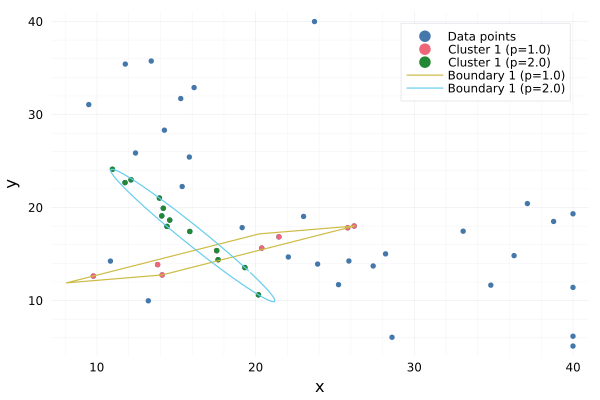 40
30
20
10
y
10
20
30
40
x
Data points
Cluster 1 (p=1.0)
Cluster 1 (p=2.0)
Boundary 1 (p=1.0)
Boundary 1 (p=2.0)